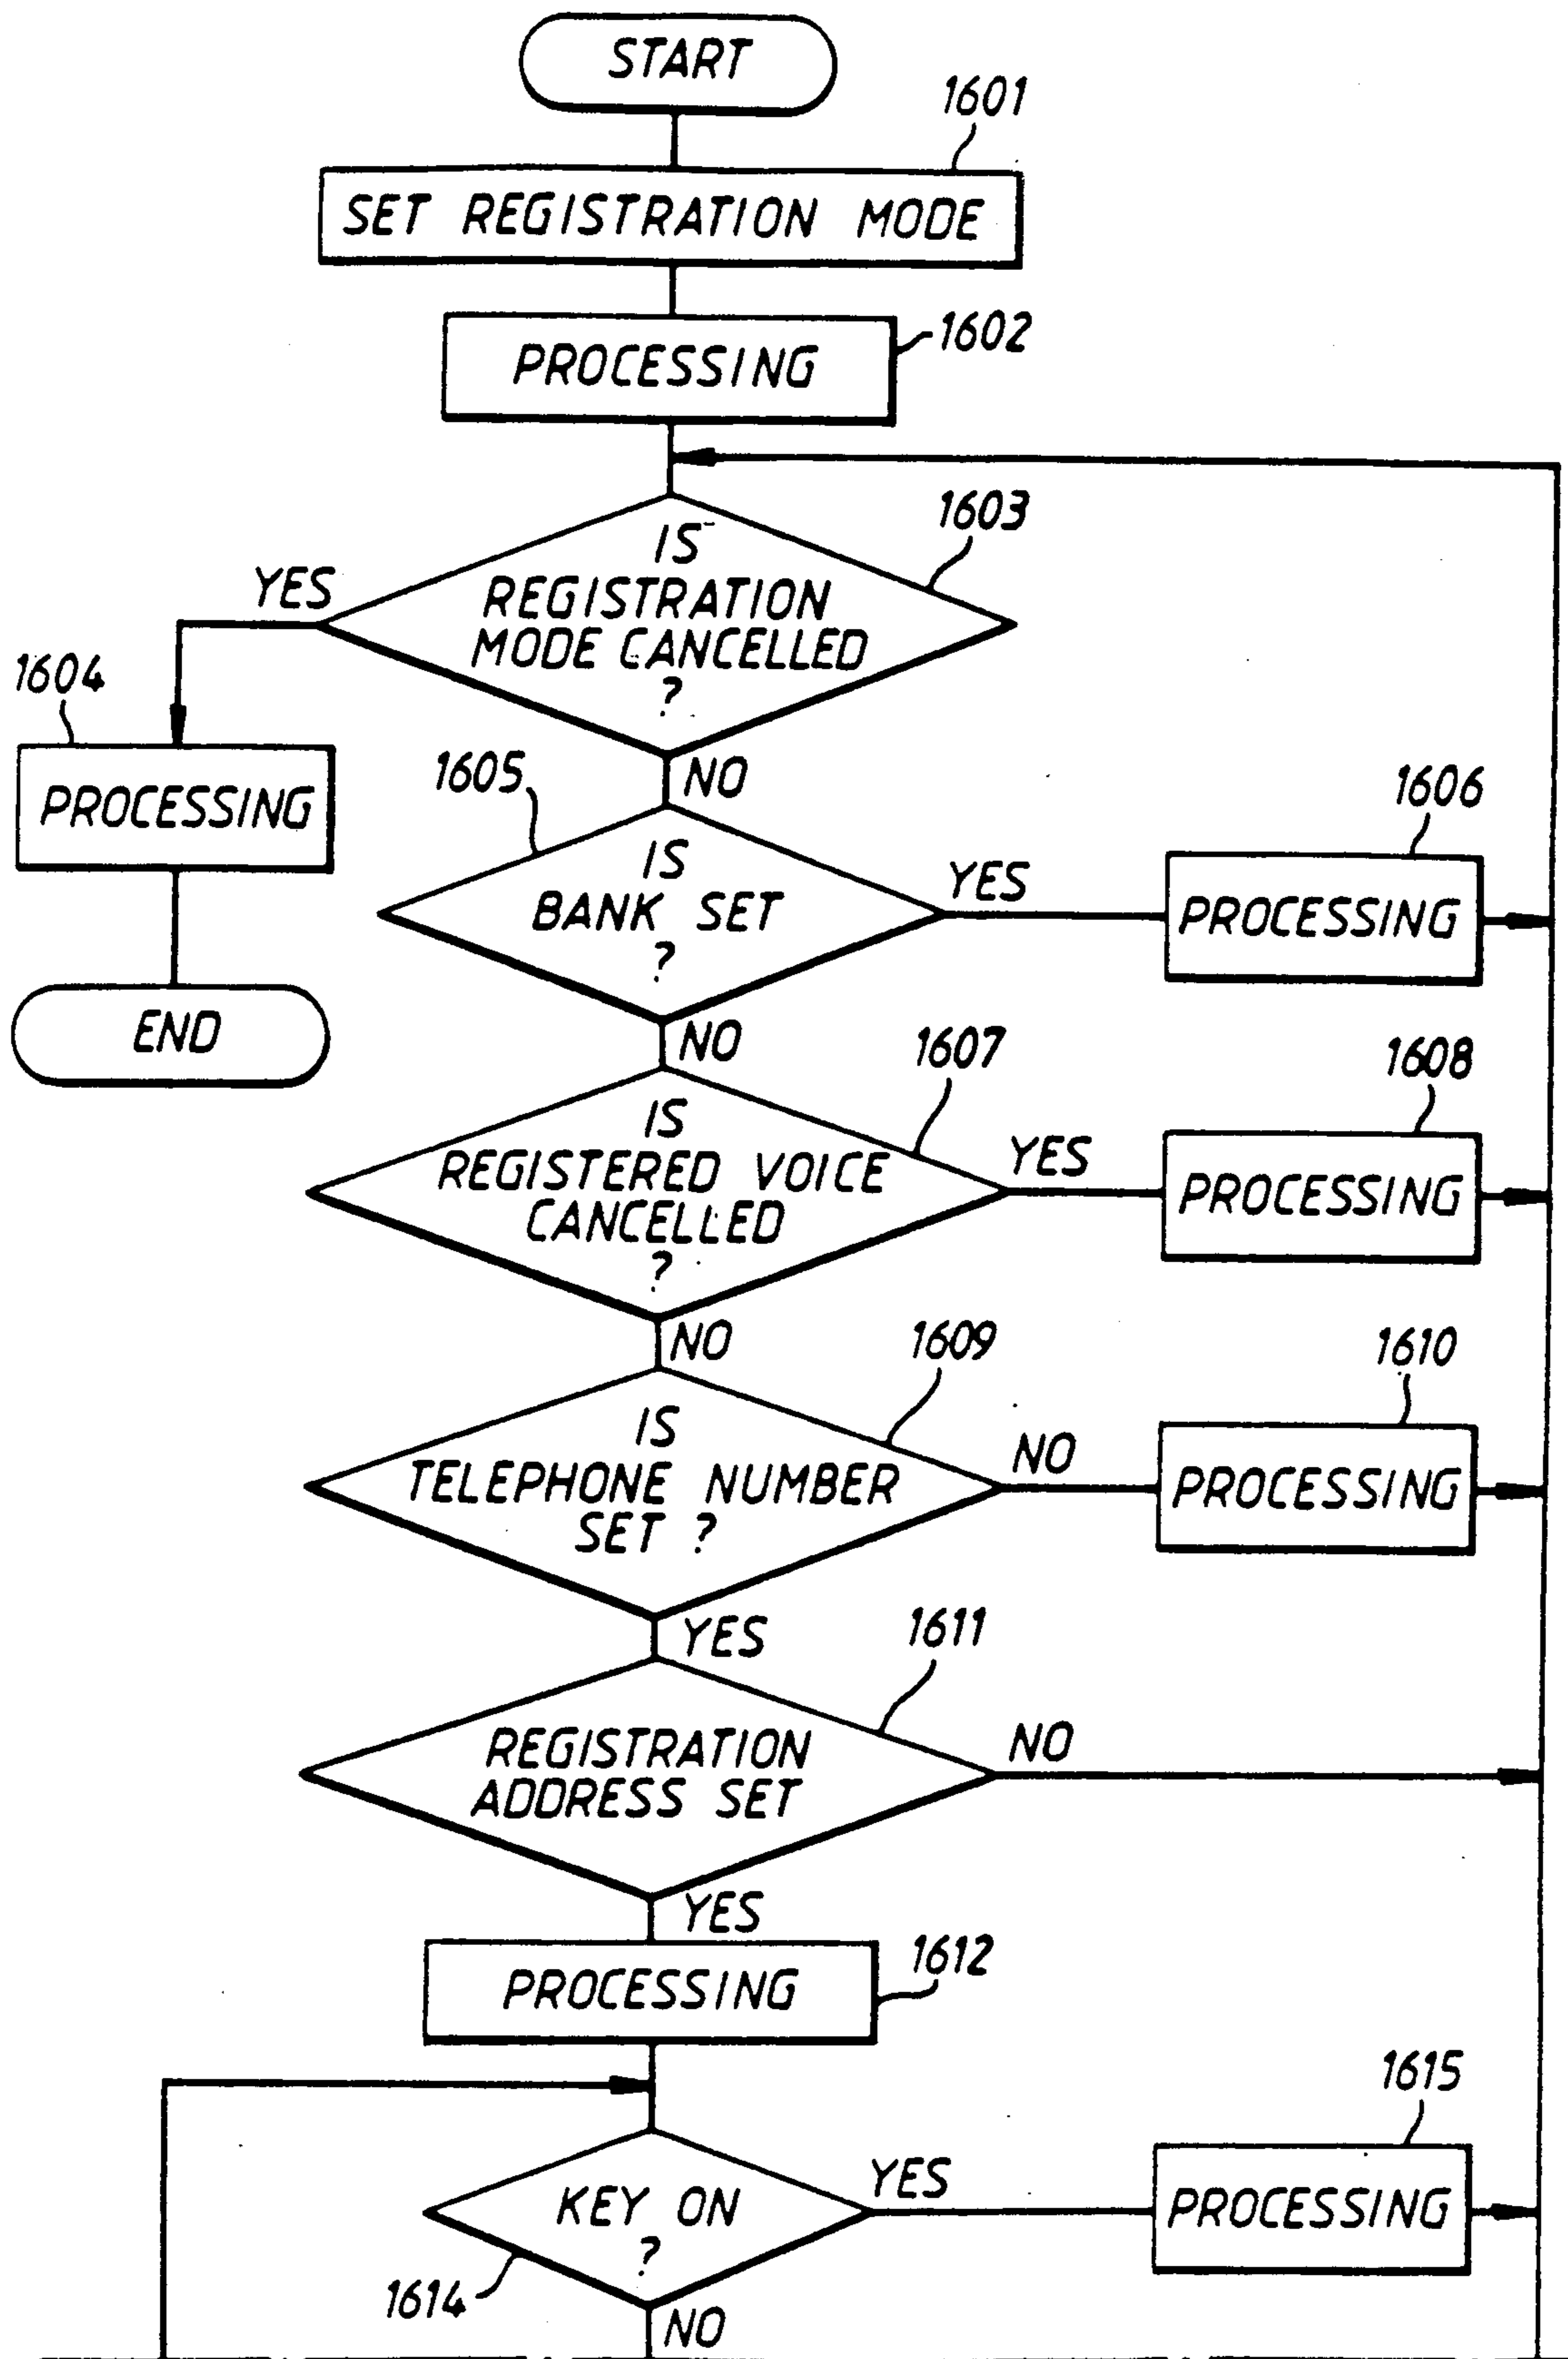 START
1601
SET REGISTRATION MODE
1602
PROCESSING
1603
IS
REGISTRATION
MODE CANCELLED
?
YES
1604
PROCESSING
END
NO
1605
IS
BANK SET
?
YES
1606
PROCESSING
NO
1607
IS
REGISTERED VOICE
CANCELLED
?
YES
1608
PROCESSING
NO
1609
IS
TELEPHONE NUMBER
SET ?
NO
1610
PROCESSING
YES
1611
REGISTRATION
ADDRESS SET
NO
YES
1612
PROCESSING
KEY ON
?
1614
YES
1615
PROCESSING
NO